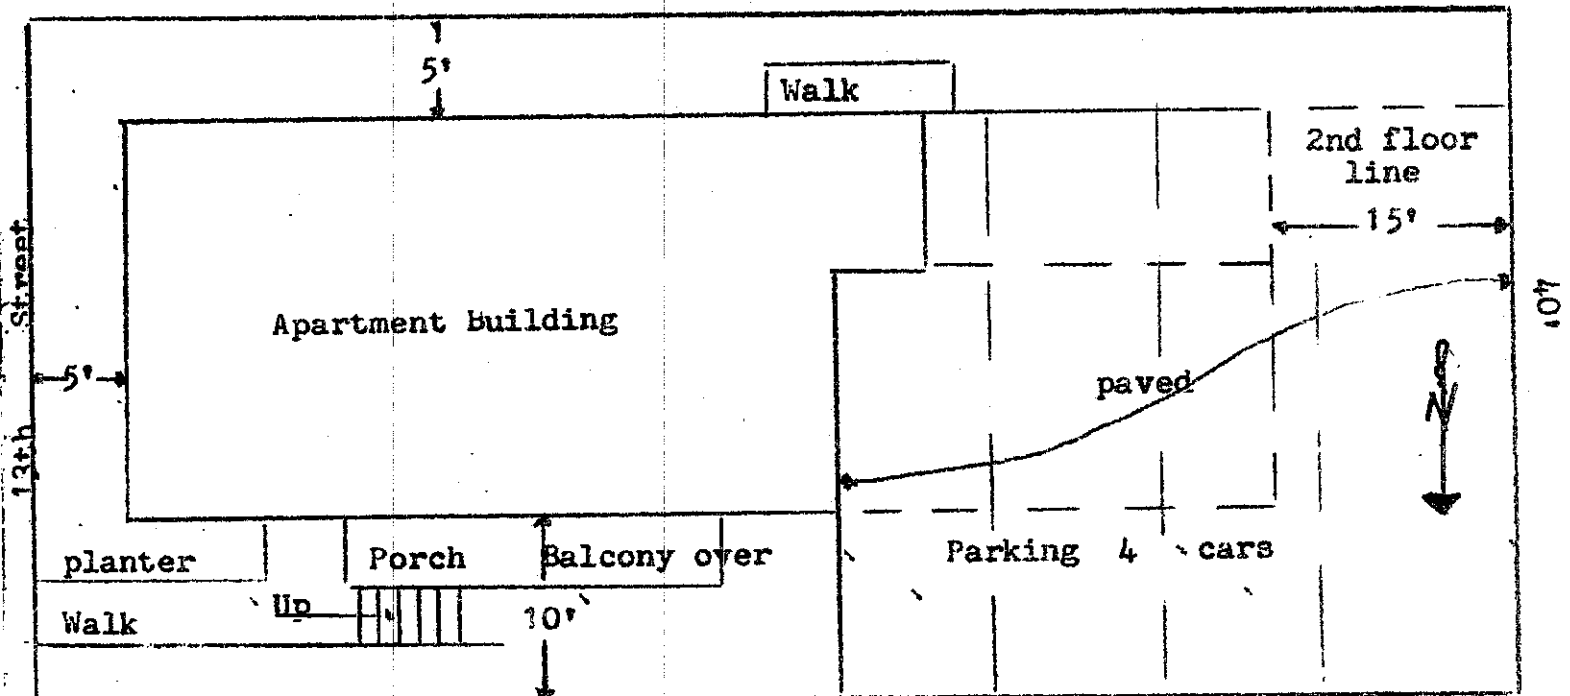 5'
Walk
2nd floor
line
15'
13th Street
Apartment Building
40'
5'
paved
N
planter
Porch
Balcony over
Parking 4 cars
Up
Walk
10'